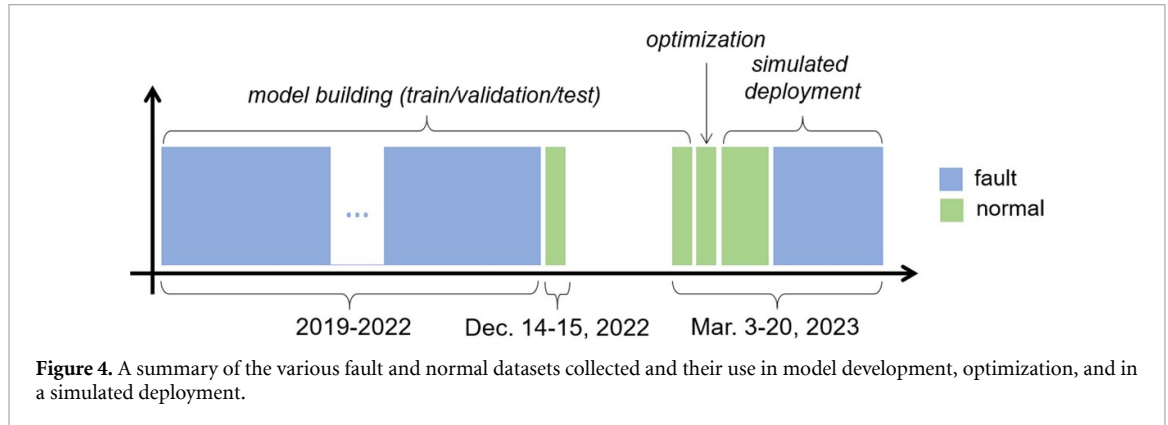 optimization
simulated
deployment
model building (train/validation/test)
...
fault
normal
2019-2022
Dec. 14-15, 2022
Mar. 3-20, 2023
Figure 4. A summary of the various fault and normal datasets collected and their use in model development, optimization, and in
a simulated deployment.